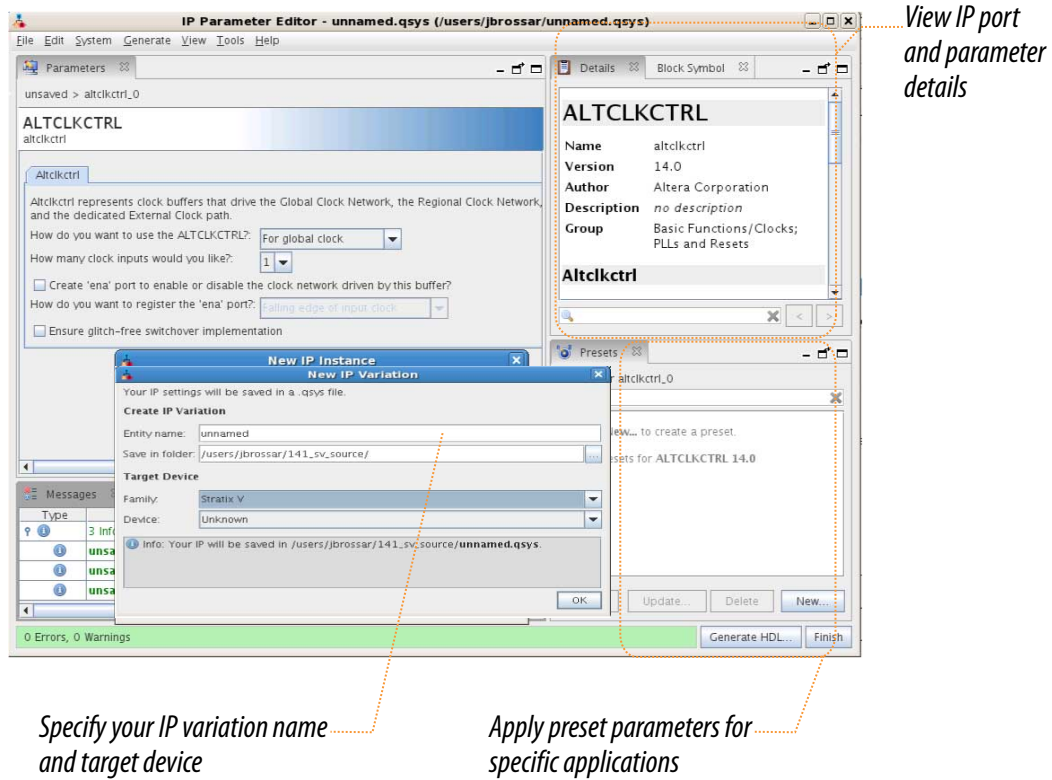 IP Parameter Editor - unnamed.qsys (/users/jbrossar/unnamed.qsys)
File Edit System Generate View Tools Help
Parameters
unsaved > altclkctrl_0
ALTCLKCTRL
altclkctrl
Altclkctrl
Altclkctrl represents clock buffers that drive the Global Clock Network, the Regional Clock Network,
and the dedicated External Clock path.
How do you want to use the ALTCLKCTRL?: For global clock
How many clock inputs would you like?: 1
Create 'ena' port to enable or disable the clock network driven by this buffer?
How do you want to register the 'ena' port?: Falling edge of input clock
Ensure glitch-free switchover implementation
Details Block Symbol
ALTCLKCTRL
Name altclkctrl
Version 14.0
Author Altera Corporation
Description no description
Group Basic Functions/Clocks;
PLLs and Resets
Altclkctrl
< >
View IP port
and parameter
details
Presets
altclkctrl_0
to create a preset.
for ALTCLKCTRL 14.0
Update... Delete New...
New IP Instance
New IP Variation
Your IP settings will be saved in a .qsys file.
Create IP Variation
Entity name: unnamed
Save in folder: /users/jbrossar/141_sv_source/ ...
Target Device
Family: Stratix V
Device: Unknown
Info: Your IP will be saved in /users/jbrossar/141_sv_source/unnamed.qsys.
OK
Messages
Type
3 Inf
unsa
unsa
unsa
0 Errors, 0 Warnings
Generate HDL... Finish
Specify your IP variation name
and target device
Apply preset parameters for
specific applications